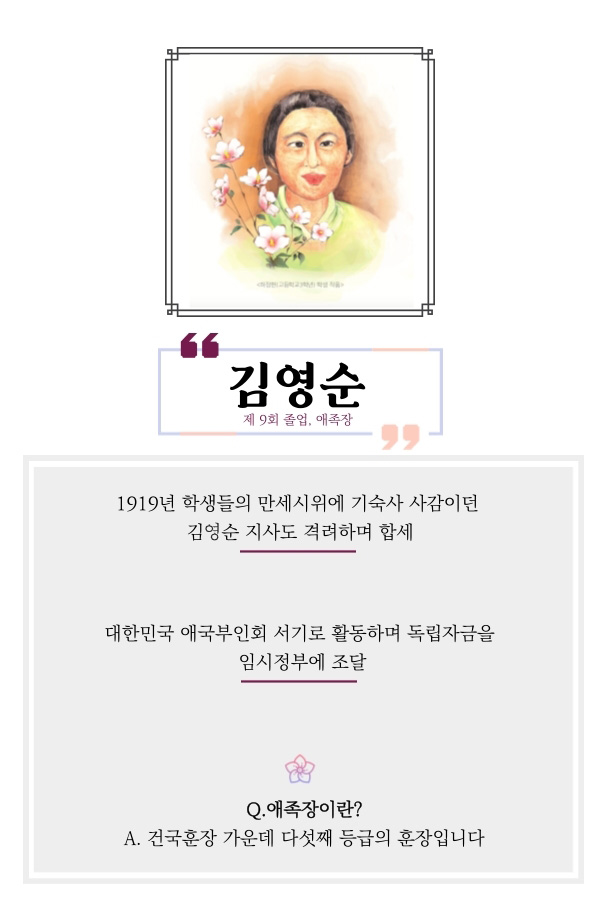 김영순
제 9회 졸업, 애족장
1919년 학생들의 만세시위에 기숙사 사감이던
김영순 지사도 격려하며 합세
대한민국 애국부인회 서기로 활동하며 독립자금을
임시정부에 조달
Q.애족장이란?
A. 건국훈장 가운데 다섯째 등급의 훈장입니다